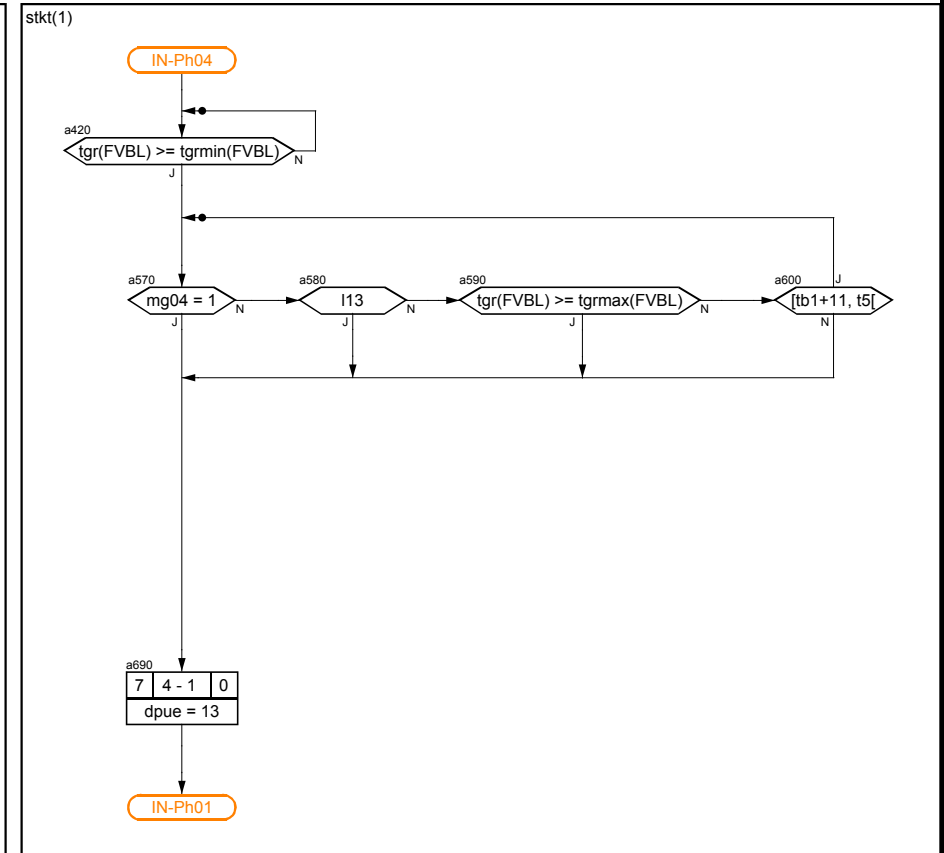 stkt(1)
IN-Ph04
a420
tgr(FVBL) >= tgrmin(FVBL)
N
J
a570
mg04 = 1
N
J
a580
l13
N
J
a590
tgr(FVBL) >= tgrmax(FVBL)
N
J
a600
J
[tb1+11, t5[
N
a690
7 4 - 1 0
dpue = 13
IN-Ph01